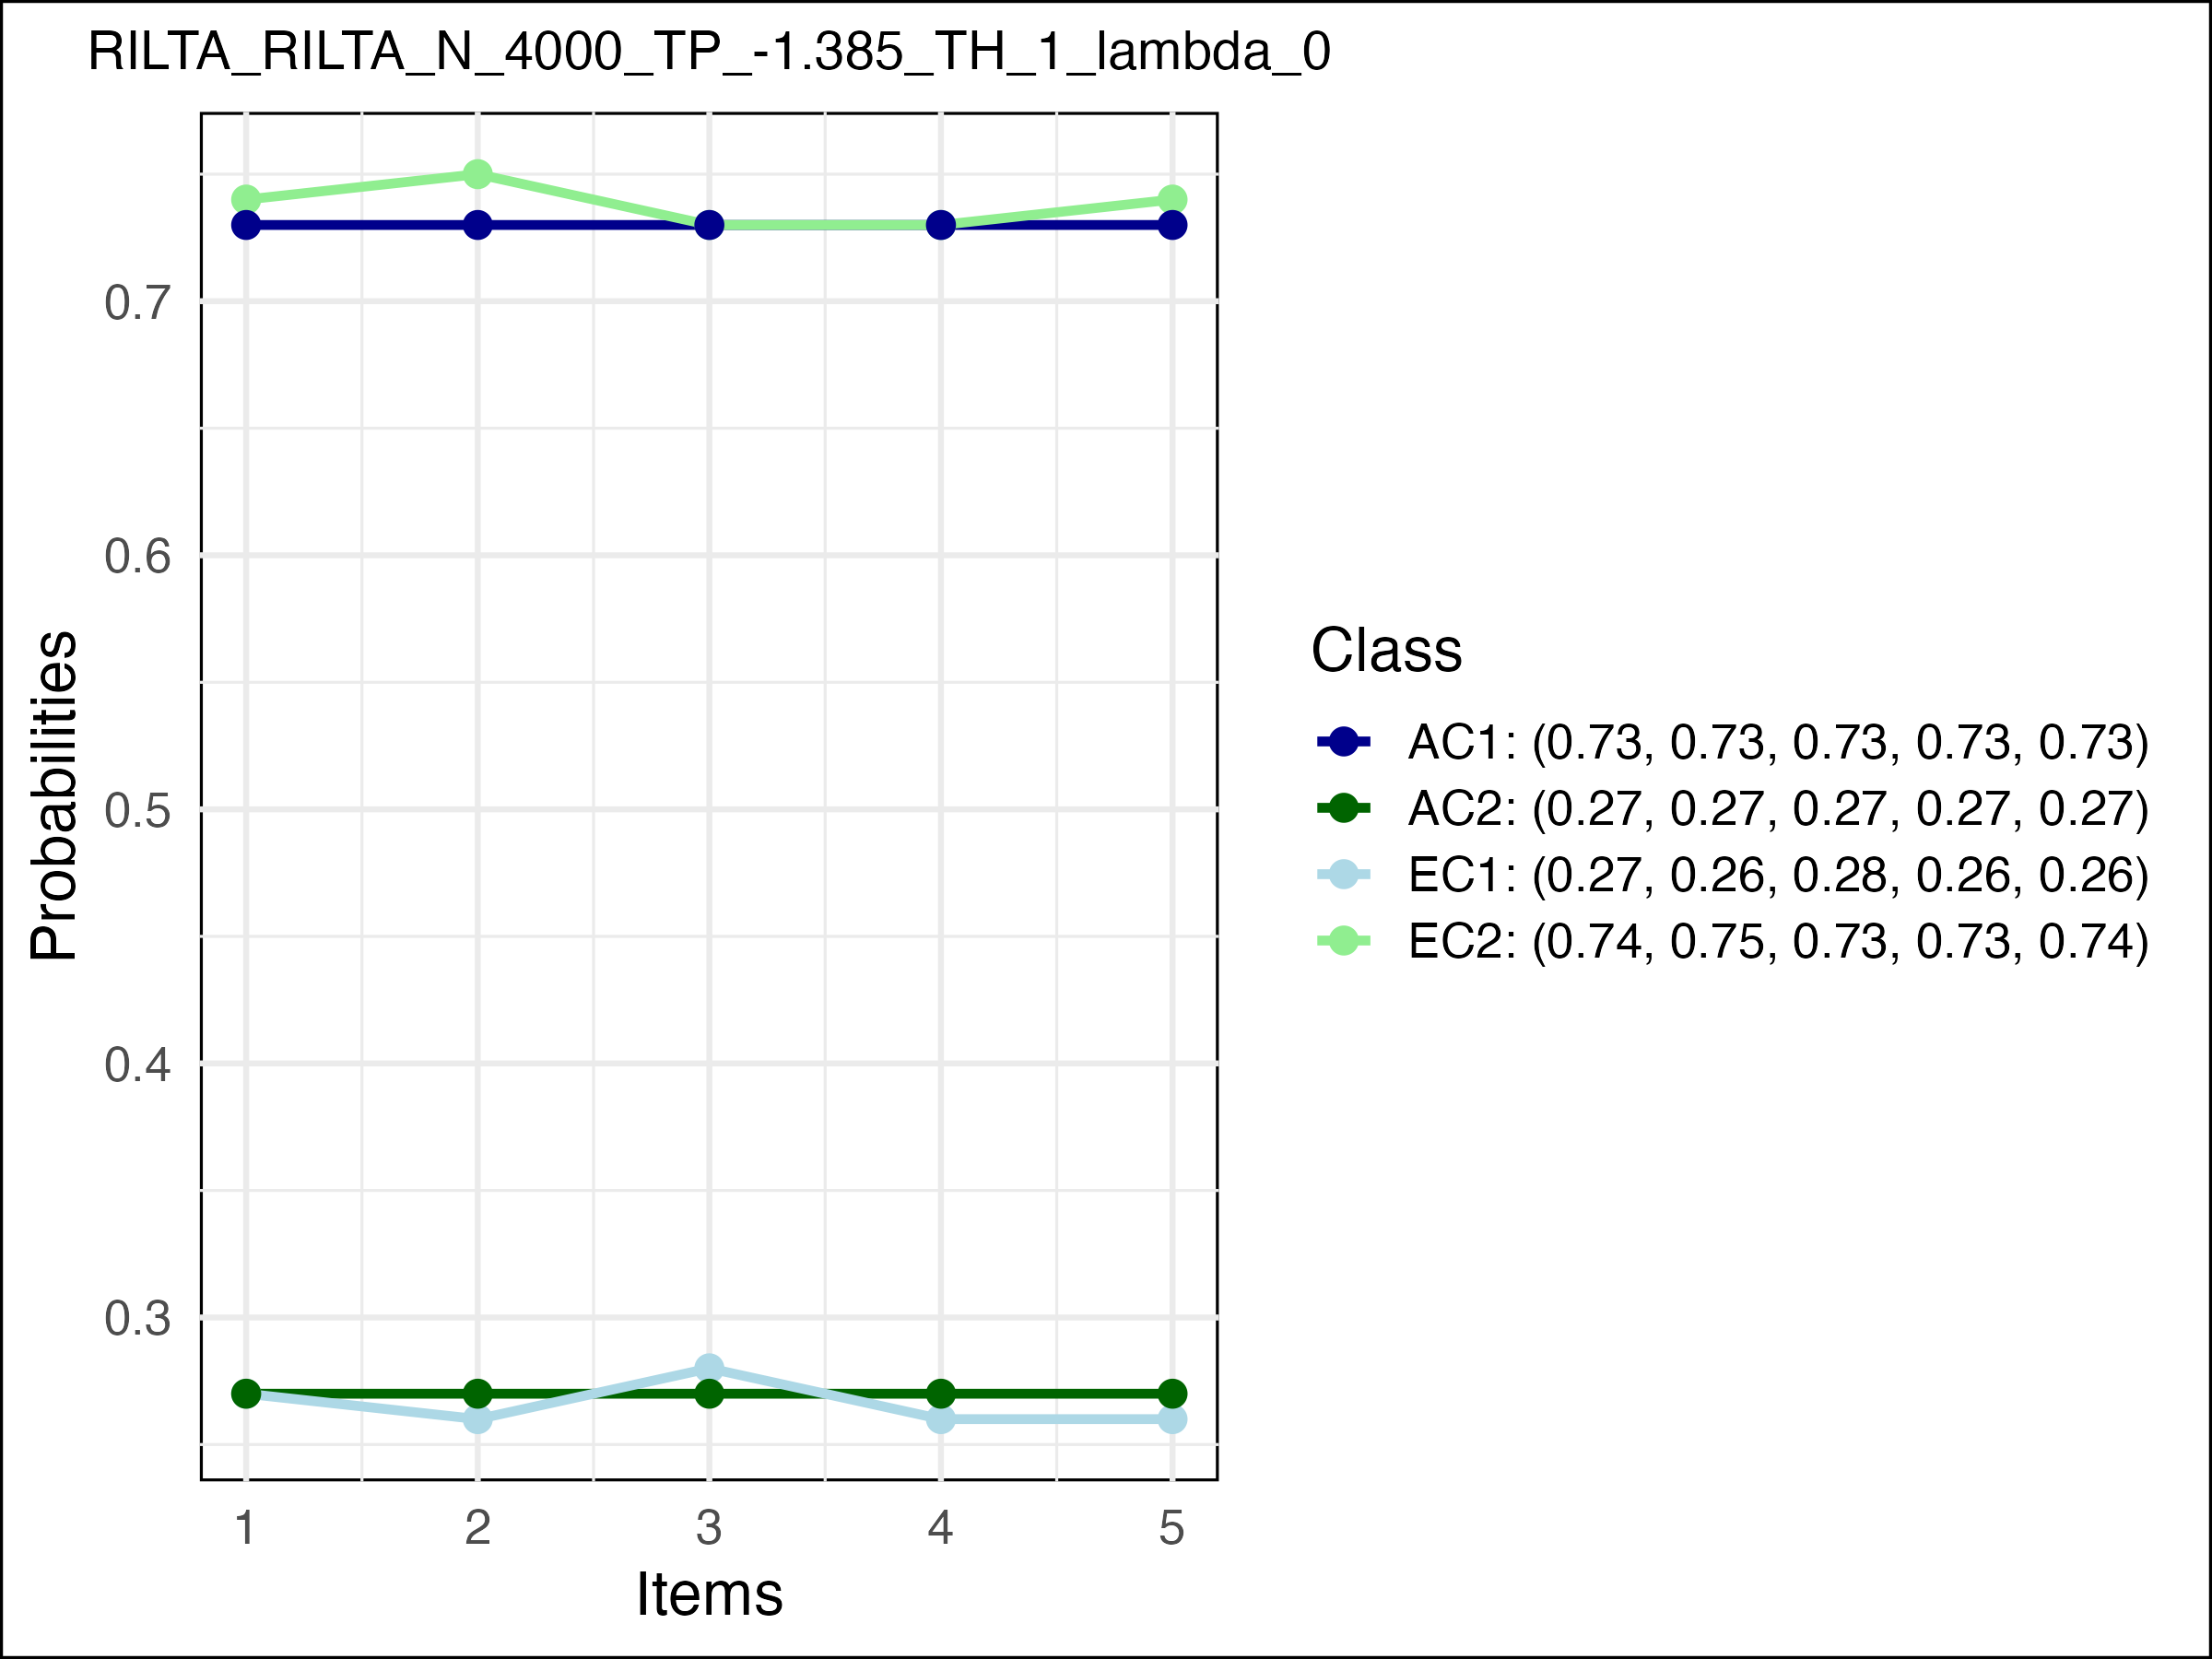 RILTA_RILTA_N_4000_TP_-1.385_TH_1_lambda_0
Probabilities
0.7
0.6
0.5
0.4
0.3
1 2 3 4 5
Items
Class
AC1: (0.73, 0.73, 0.73, 0.73, 0.73)
AC2: (0.27, 0.27, 0.27, 0.27, 0.27)
EC1: (0.27, 0.26, 0.28, 0.26, 0.26)
EC2: (0.74, 0.75, 0.73, 0.73, 0.74)